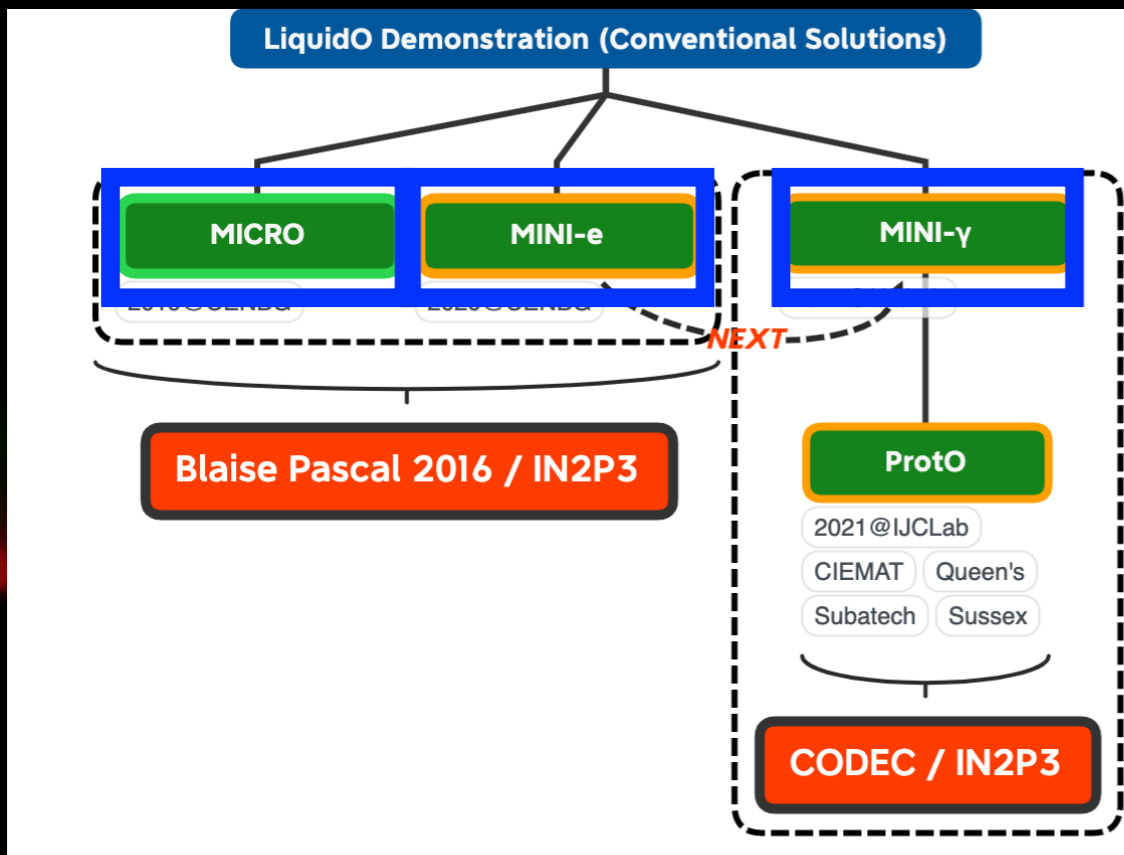 LiquidO Demonstration (Conventional Solutions)
MICRO
MINI-e
MINI-γ
NEXT
Blaise Pascal 2016 / IN2P3
ProtO
2021@IJCLab
CIEMAT
Queen's
Subatech
Sussex
CODEC / IN2P3